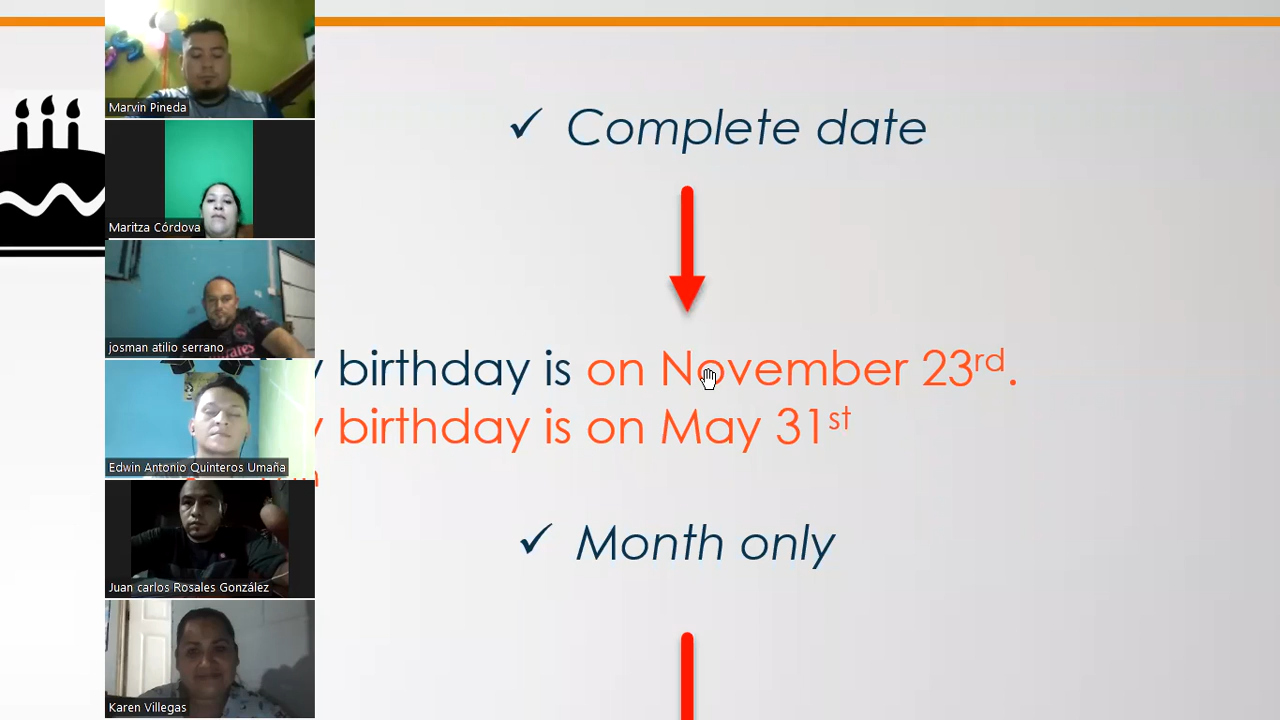 Marvin Pineda
Maritza Córdova
josman atilio serrano
Edwin Antonio Quinteros Umaña
Juan carlos Rosales González
Karen Villegas
Complete date
birthday is on November 23rd.
birthday is on May 31st
Month only